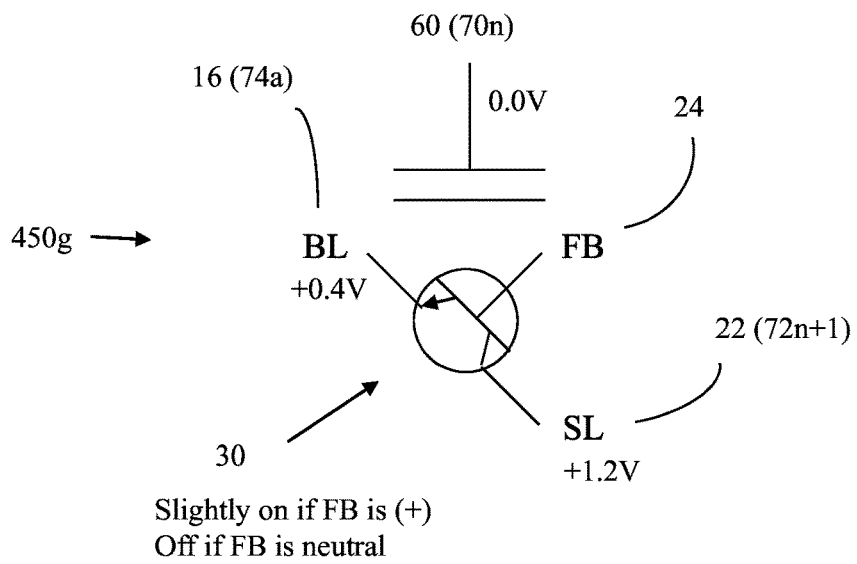 60 (70n)
16 (74a)
0.0V
24
450g
BL
FB
+0.4V
22 (72n+1)
SL
+1.2V
30
Slightly on if FB is (+)
Off if FB is neutral